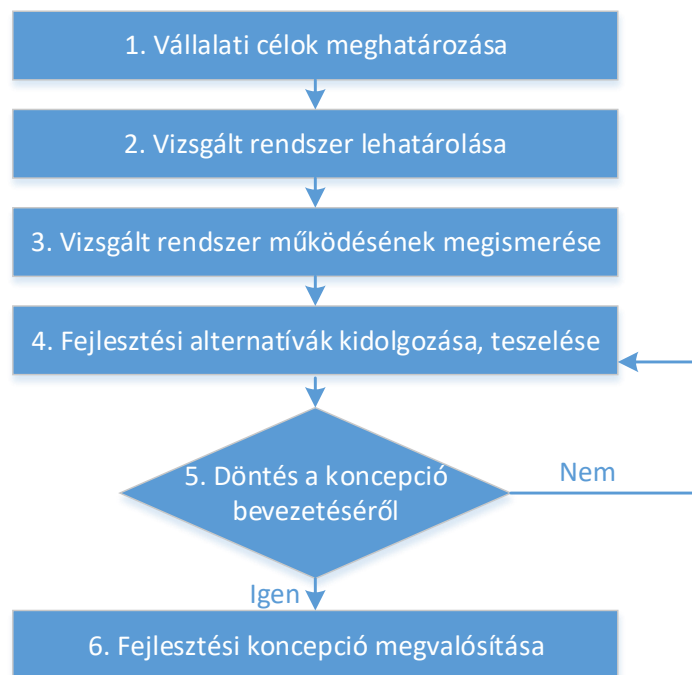 1. Vállalati célok meghatározása
2. Vizsgált rendszer lehatárolása
3. Vizsgált rendszer működésének megismerése
4. Fejlesztési alternatívák kidolgozása, teszelése
5. Döntés a koncepció
bevezetéséről
Nem
Igen
6. Fejlesztési koncepció megvalósítása